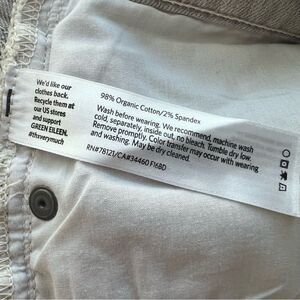 We'd like our
clothes back.
Recycle them at
our US stores
and support
GREEN EILEEN.
#thxverymuch
98% Organic Cotton/2% Spandex
Wash before wearing. We recommend, machine wash
cold, separately, inside out, no bleach. Tumble dry low.
Remove promptly. Color transfer may occur with wearing
and washing. May be dry cleaned.
RN#78121/CA#34460 F16BD